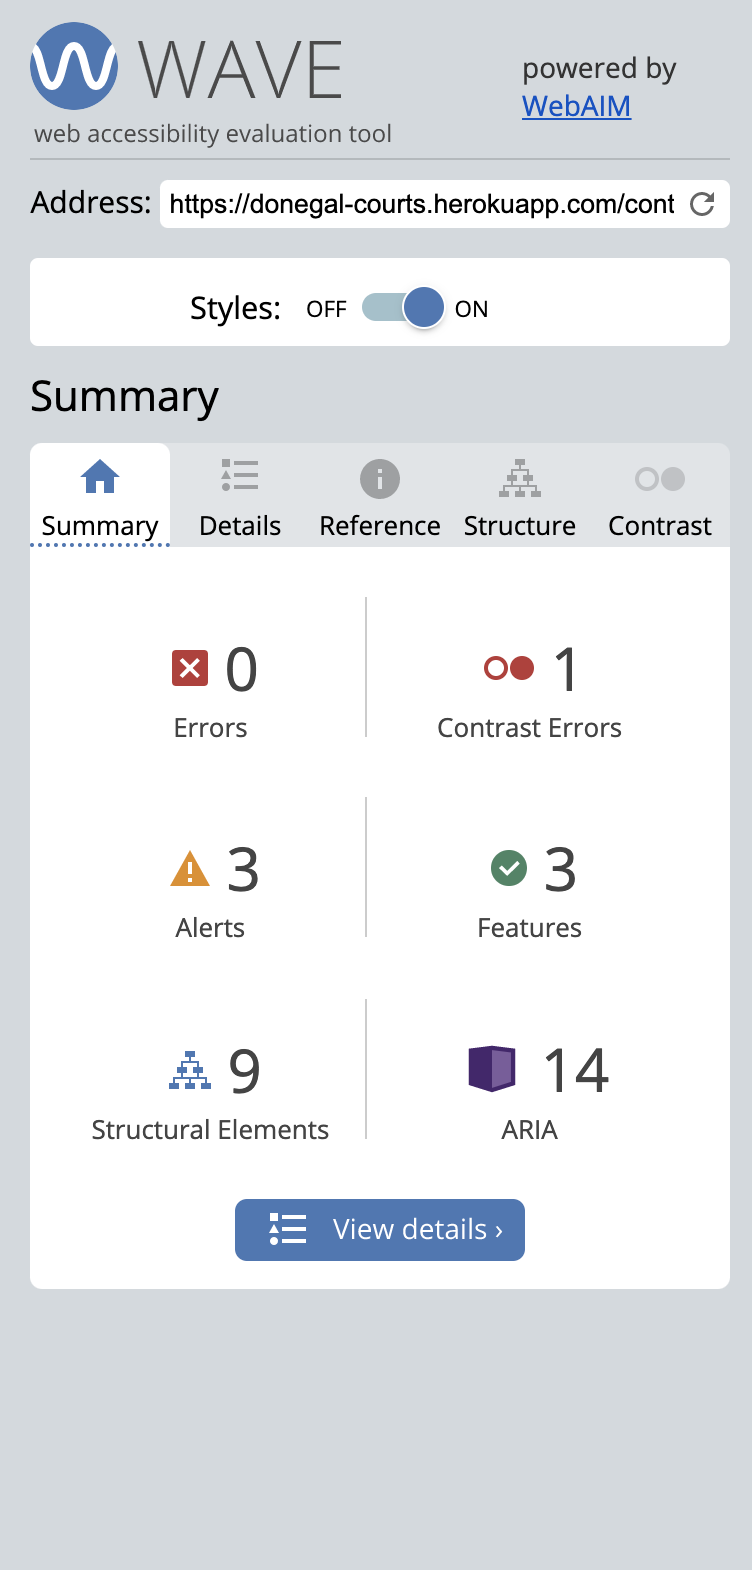 WAVE
powered by
WebAIM
web accessibility evaluation tool
Address: https://donegal-courts.herokuapp.com/cont
Styles: OFF ON
Summary
Summary Details Reference Structure Contrast
0 1
Errors Contrast Errors
3 3
Alerts Features
9 14
Structural Elements ARIA
View details ›